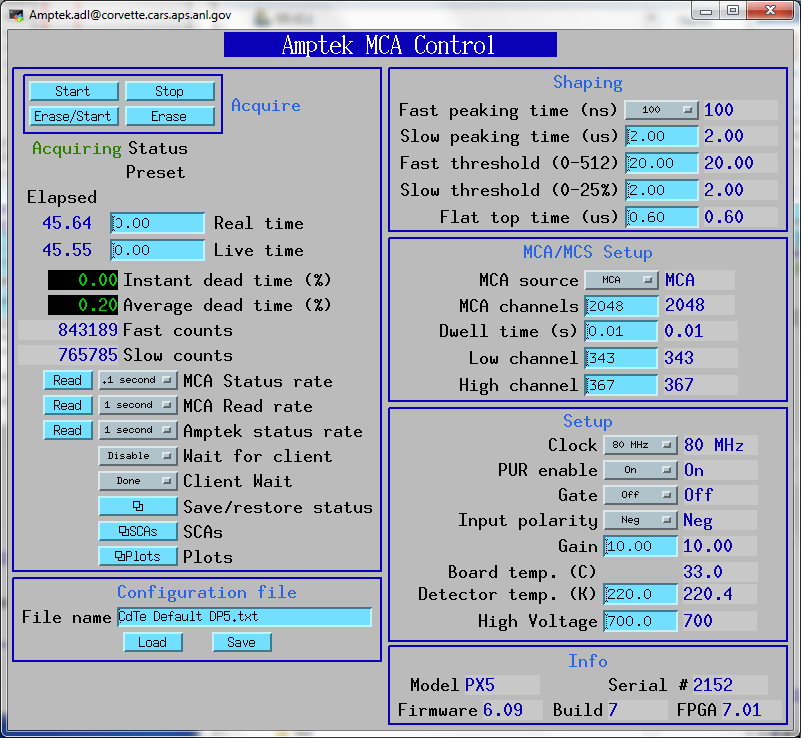 Amptek.adl@corvette.cars.aps.anl.gov
Amptek MCA Control
Start Stop
Erase/Start Erase
Acquire
Acquiring Status
Preset
Elapsed
45.64 0.00 Real time
45.55 0.00 Live time
0.00 Instant dead time (%)
0.20 Average dead time (%)
843189 Fast counts
765785 Slow counts
Read .1 second MCA Status rate
Read 1 second MCA Read rate
Read 1 second Amptek status rate
Disable Wait for client
Done Client Wait
Save/restore status
SCAs SCAs
Plots Plots
Configuration file
File name CdTe Default DP5.txt
Load Save
Shaping
Fast peaking time (ns) 100 100
Slow peaking time (us) 2.00 2.00
Fast threshold (0-512) 20.00 20.00
Slow threshold (0-25%) 2.00 2.00
Flat top time (us) 0.60 0.60
MCA/MCS Setup
MCA source MCA MCA
MCA channels 2048 2048
Dwell time (s) 0.01 0.01
Low channel 343 343
High channel 367 367
Setup
Clock 80 MHz 80 MHz
PUR enable On On
Gate Off Off
Input polarity Neg Neg
Gain 10.00 10.00
Board temp. (C) 33.0
Detector temp. (K) 220.0 220.4
High Voltage 700.0 700
Info
Model PX5 Serial # 2152
Firmware 6.09 Build 7 FPGA 7.01